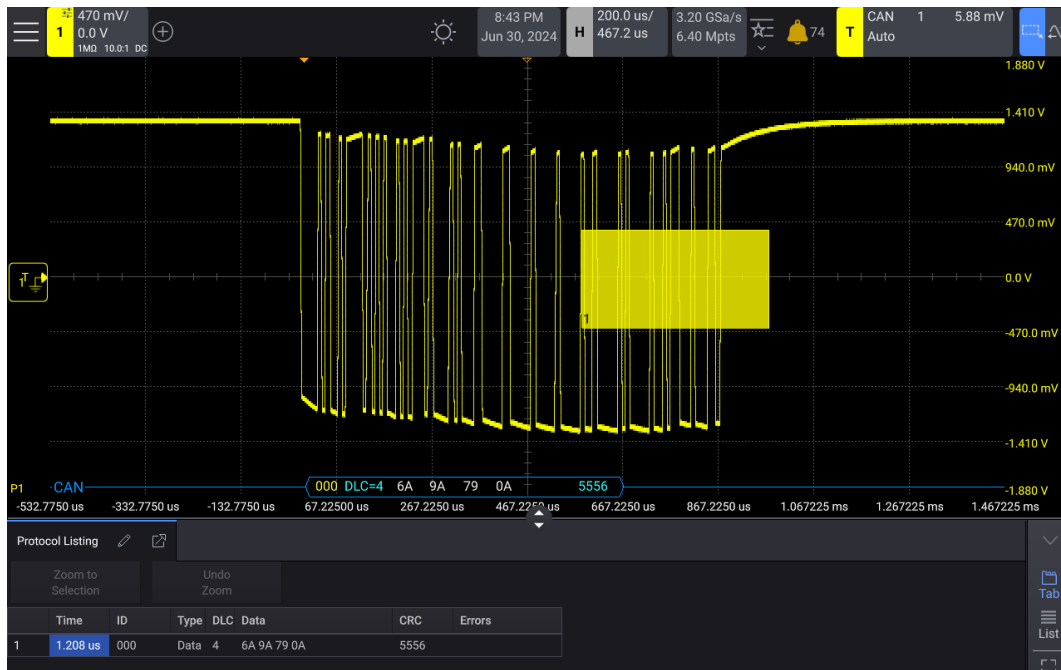 470 mV/ 8:43 PM 200.0 us/ 3.20 GSa/s CAN 1 5.88 mV
1 0.0 V Jun 30, 2024 H 467.2 us 6.40 Mpts 74 T Auto
1MΩ 10.0:1 DC
1.880 V
1.410 V
940.0 mV
470.0 mV
1T 0.0 V
1
-470.0 mV
-940.0 mV
-1.410 V
P1 CAN 000 DLC=4 6A 9A 79 0A 5556 -1.880 V
-532.7750 us -332.7750 us -132.7750 us 67.22500 us 267.2250 us 467.2250 us 667.2250 us 867.2250 us 1.067225 ms 1.267225 ms 1.467225 ms
Protocol Listing
Zoom to Selection Undo Zoom
Tab
Time ID Type DLC Data CRC Errors
List
1 1.208 us 000 Data 4 6A 9A 79 0A 5556